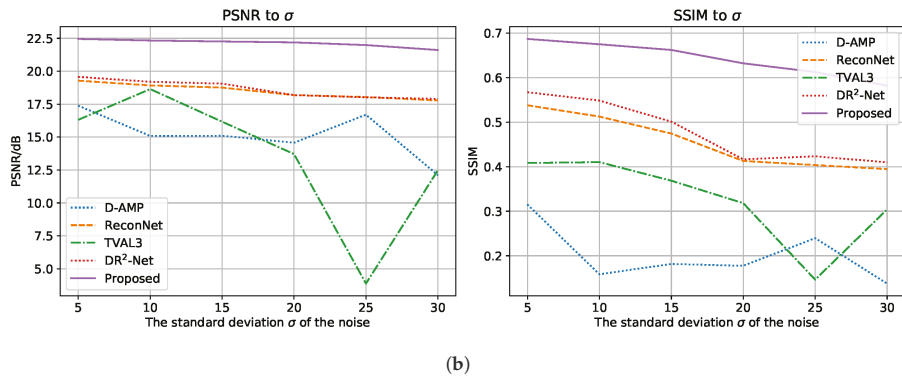 PSNR to σ
PSNR/dB
22.5
20.0
17.5
15.0
12.5
10.0
7.5
5.0
D-AMP
ReconNet
TVAL3
DR²-Net
Proposed
5 10 15 20 25 30
The standard deviation σ of the noise
SSIM to σ
SSIM
0.7
0.6
0.5
0.4
0.3
0.2
D-AMP
ReconNet
TVAL3
DR²-Net
Proposed
5 10 15 20 25 30
The standard deviation σ of the noise
(b)